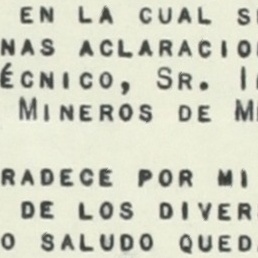 EN LA CUAL S
NAS ACLARACIO
ÉCNICO, SR. I
MINEROS DE M
RADECE POR MI
DE LOS DIVER
O SALUDO QUED